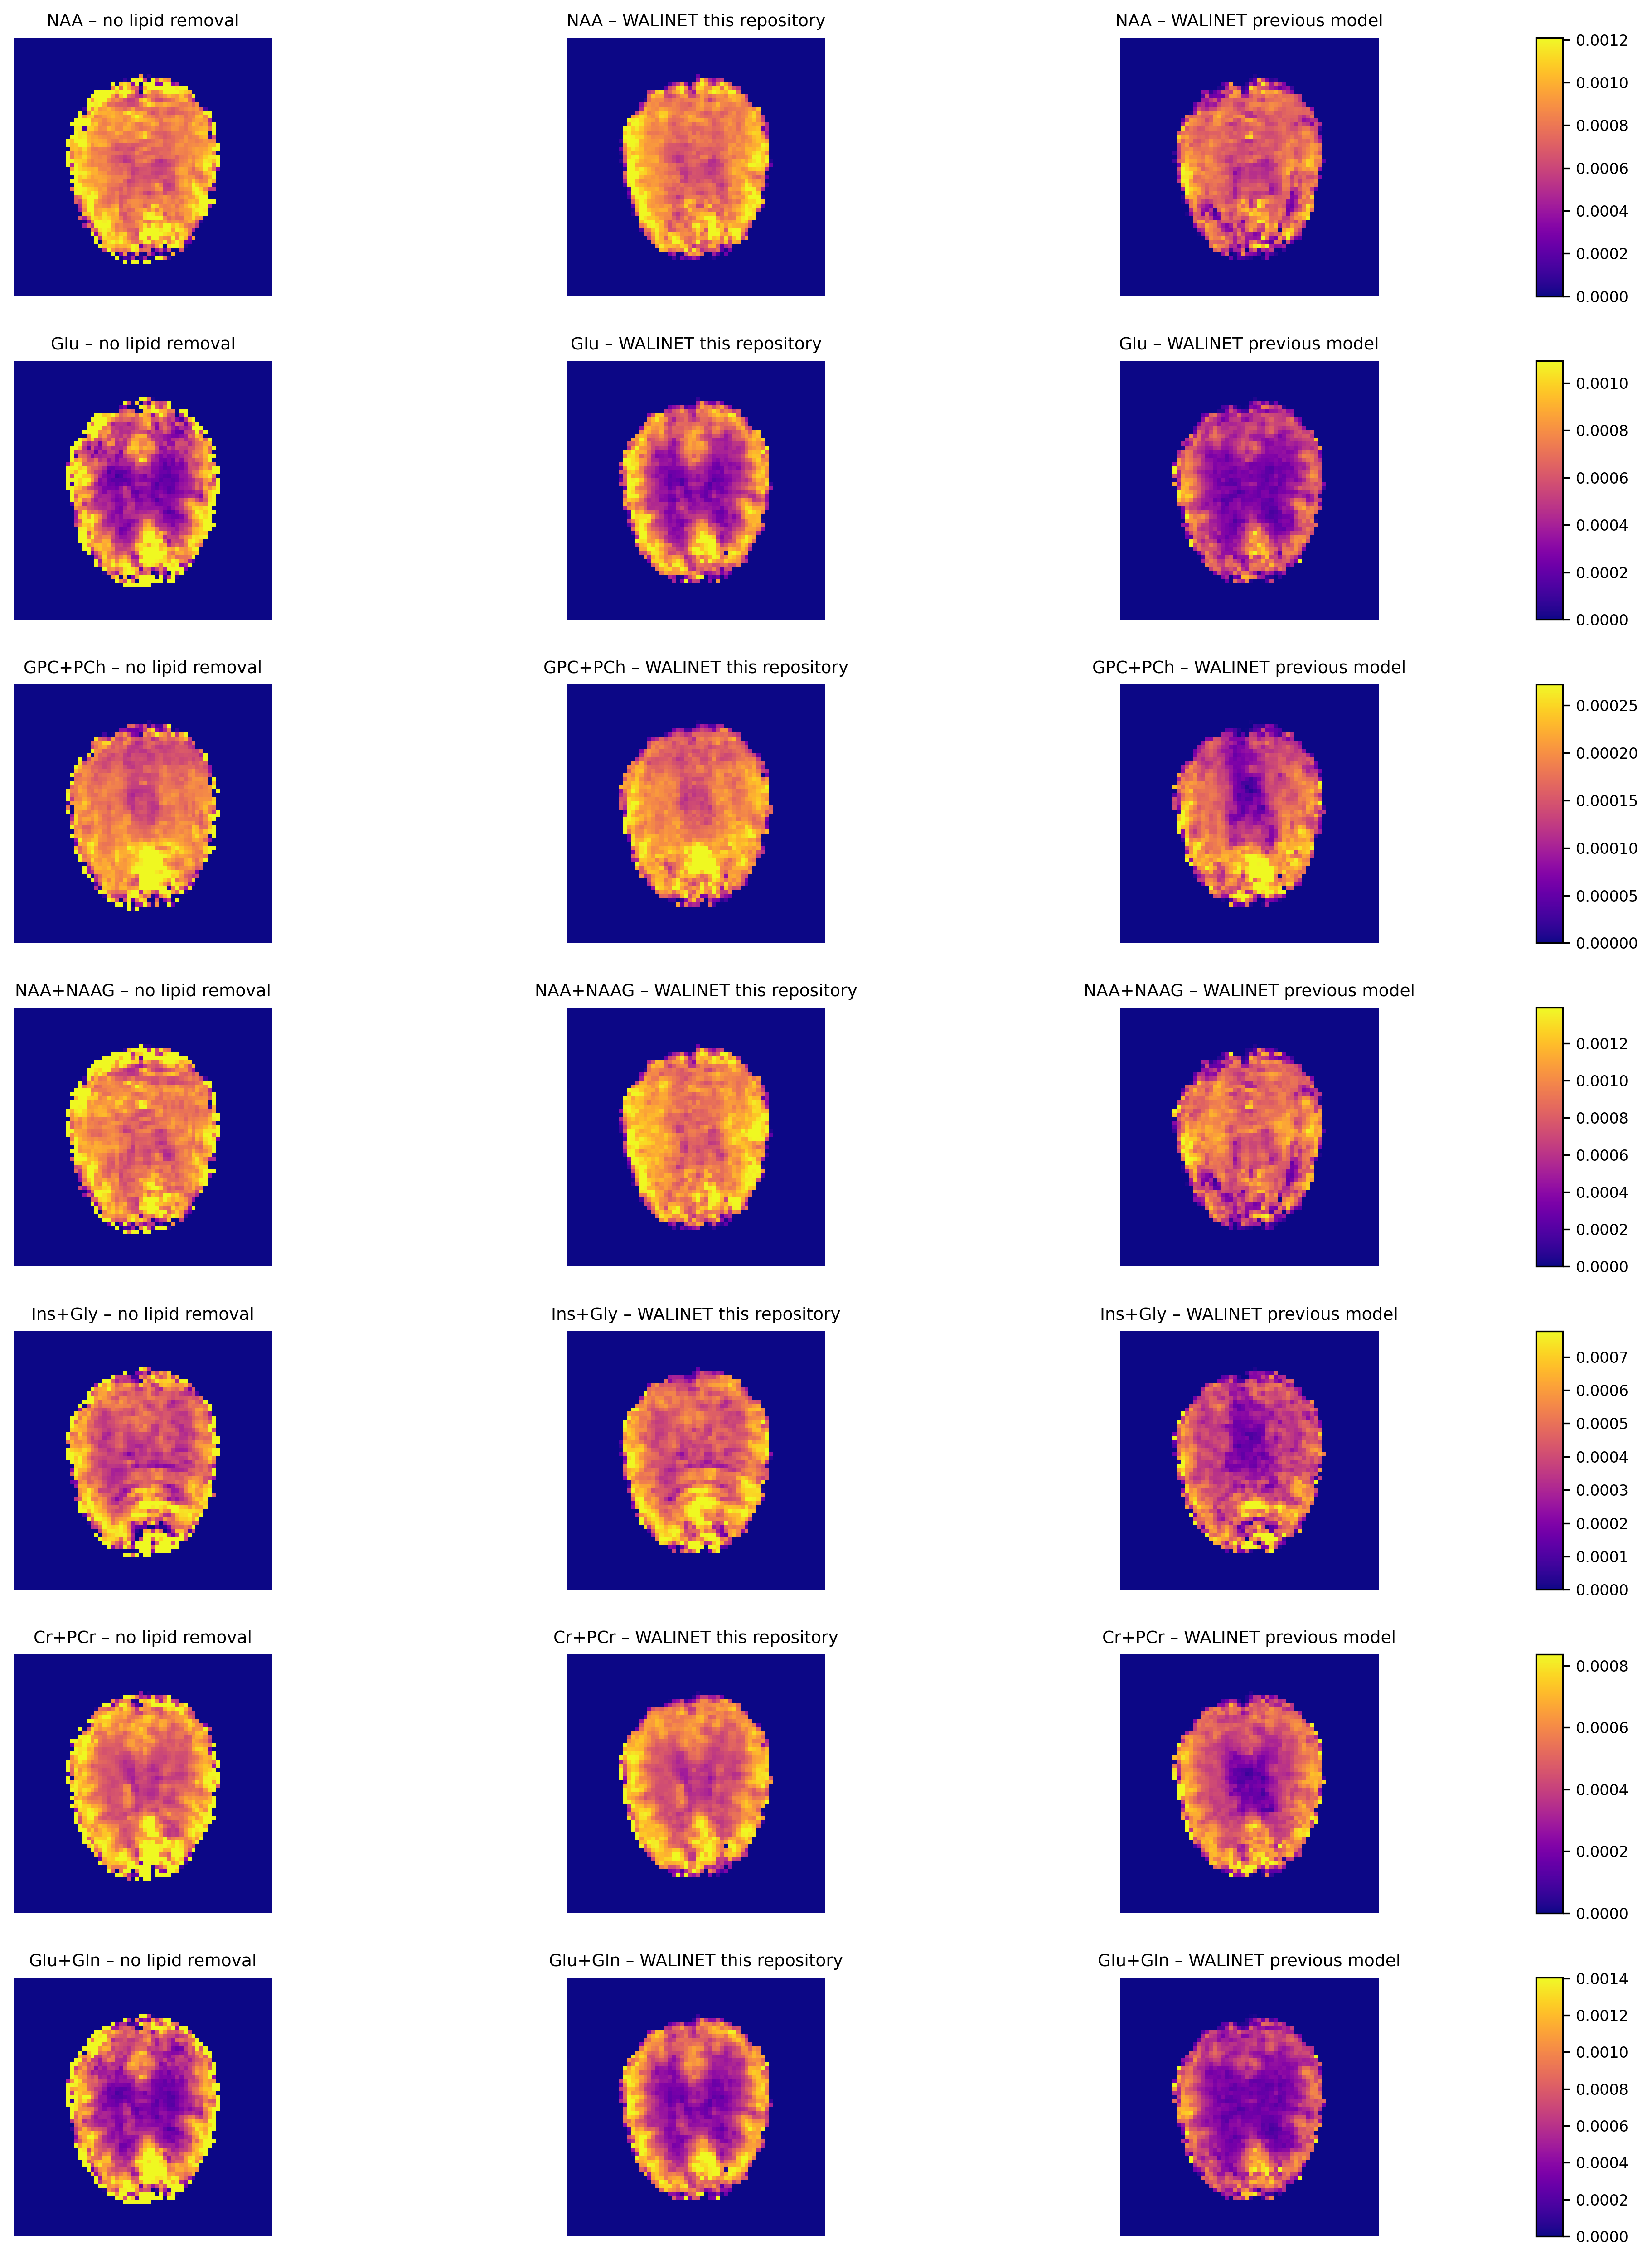 NAA – no lipid removal
NAA – WALINET this repository
NAA – WALINET previous model
0.0012
0.0010
0.0008
0.0006
0.0004
0.0002
0.0000
Glu – no lipid removal
Glu – WALINET this repository
Glu – WALINET previous model
0.0010
0.0008
0.0006
0.0004
0.0002
0.0000
GPC+PCh – no lipid removal
GPC+PCh – WALINET this repository
GPC+PCh – WALINET previous model
0.00025
0.00020
0.00015
0.00010
0.00005
0.00000
NAA+NAAG – no lipid removal
NAA+NAAG – WALINET this repository
NAA+NAAG – WALINET previous model
0.0012
0.0010
0.0008
0.0006
0.0004
0.0002
0.0000
Ins+Gly – no lipid removal
Ins+Gly – WALINET this repository
Ins+Gly – WALINET previous model
0.0007
0.0006
0.0005
0.0004
0.0003
0.0002
0.0001
0.0000
Cr+PCr – no lipid removal
Cr+PCr – WALINET this repository
Cr+PCr – WALINET previous model
0.0008
0.0006
0.0004
0.0002
0.0000
Glu+Gln – no lipid removal
Glu+Gln – WALINET this repository
Glu+Gln – WALINET previous model
0.0014
0.0012
0.0010
0.0008
0.0006
0.0004
0.0002
0.0000